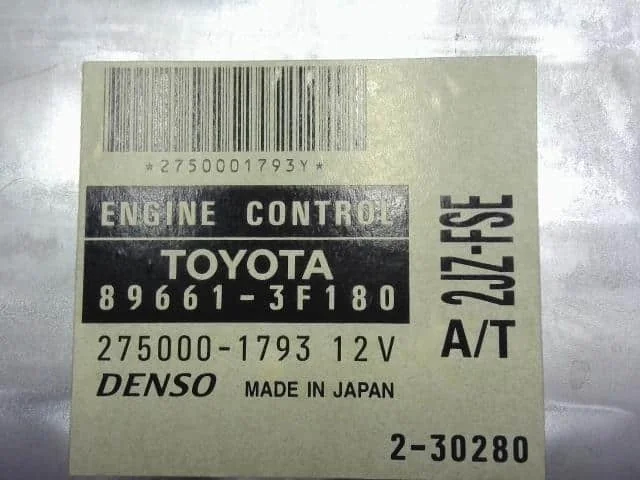 *2750001793Y*
ENGINE CONTROL
TOYOTA
89661-3F180
275000-1793 12V
DENSO MADE IN JAPAN
2JZ-FSE
A/T
2-30280